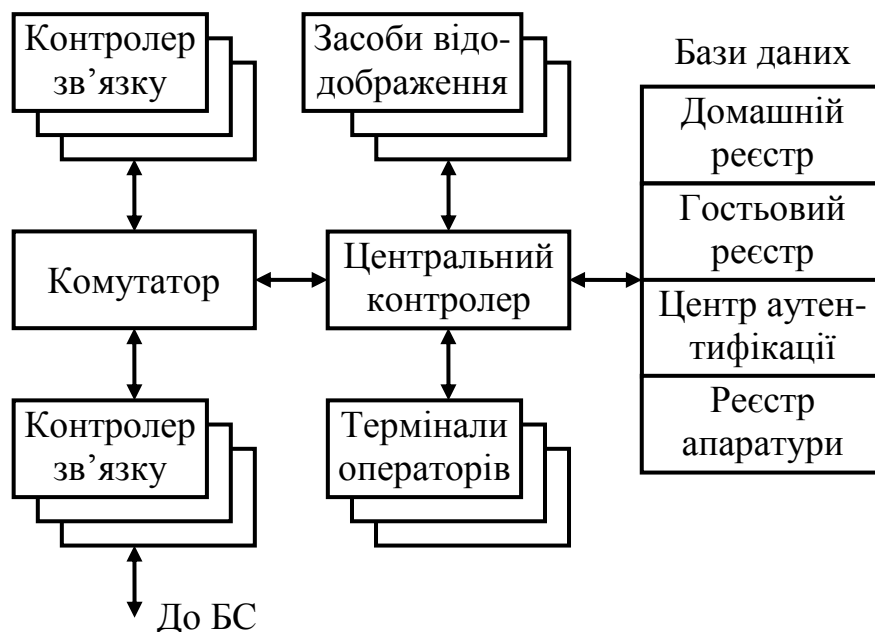 Контролер
зв’язку
Засоби відо-
дображення
Бази даних
Домашній
реєстр
Гостьовий
реєстр
Центр аутен-
тифікації
Реєстр
апаратури
Комутатор
Центральний
контролер
Контролер
зв’язку
Термінали
операторів
До БС